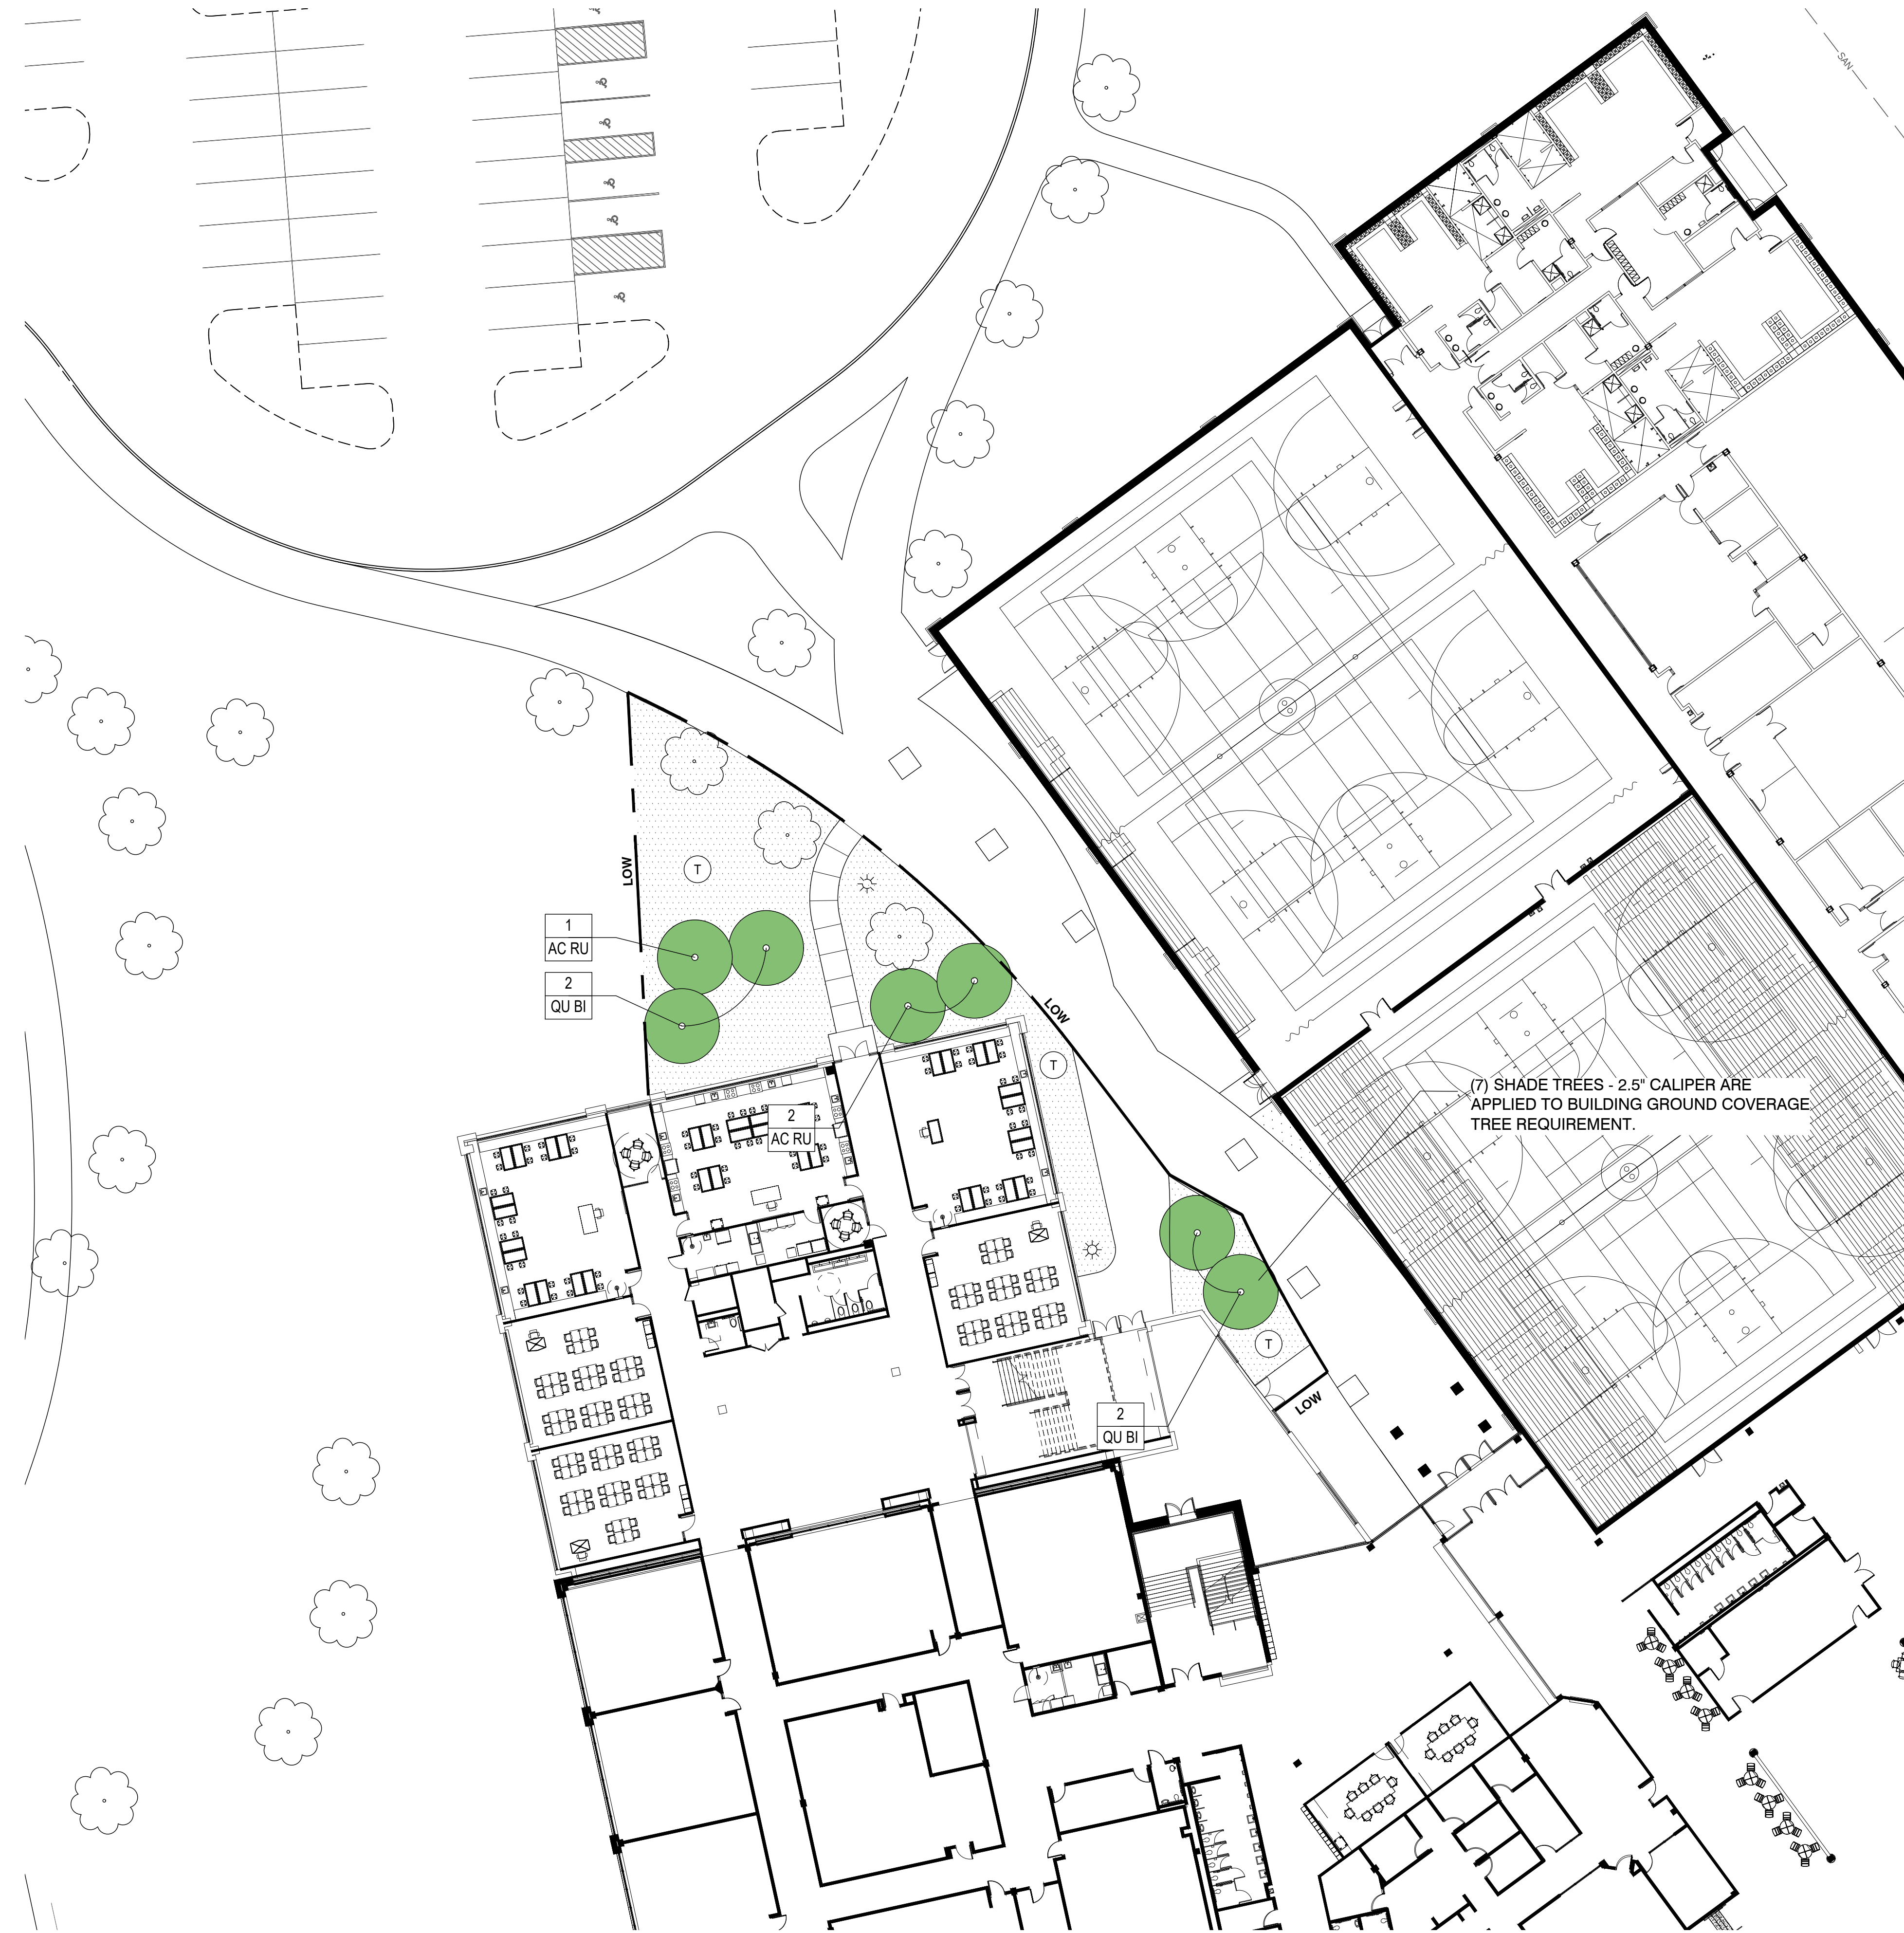 SAN
LOW
T
1
AC RU
2
QU BI
LOW
T
(7) SHADE TREES - 2.5" CALIPER ARE
APPLIED TO BUILDING GROUND COVERAGE
TREE REQUIREMENT.
2
AC RU
T
LOW
2
QU BI